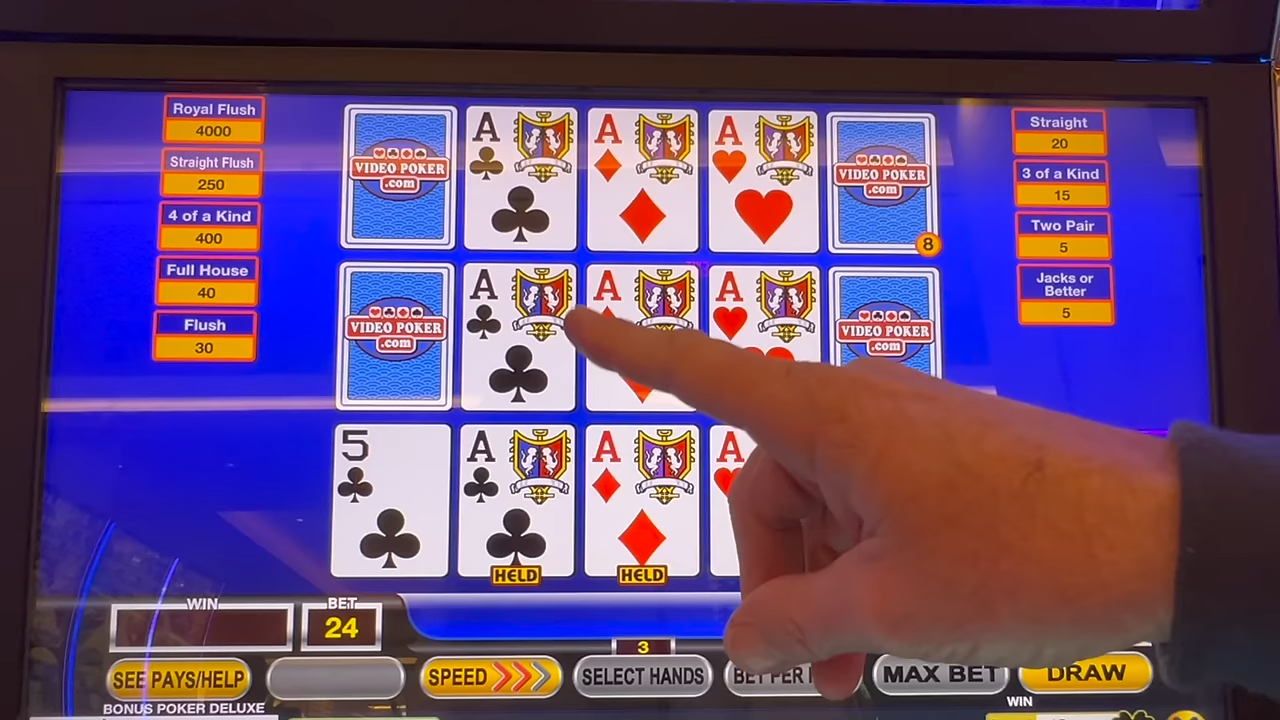 Royal Flush
4000
Straight Flush
250
4 of a Kind
400
Full House
40
Flush
30
VIDEO POKER
.com
A
A
A
VIDEO POKER
.com
8
Straight
20
3 of a Kind
15
Two Pair
5
Jacks or
Better
5
VIDEO POKER
.com
A
A
A
VIDEO POKER
.com
5
A
A
A
HELD
HELD
WIN
BET
24
3
SEE PAYS/HELP
SPEED
SELECT HANDS
BET PER
MAX BET
DRAW
BONUS POKER DELUXE
WIN